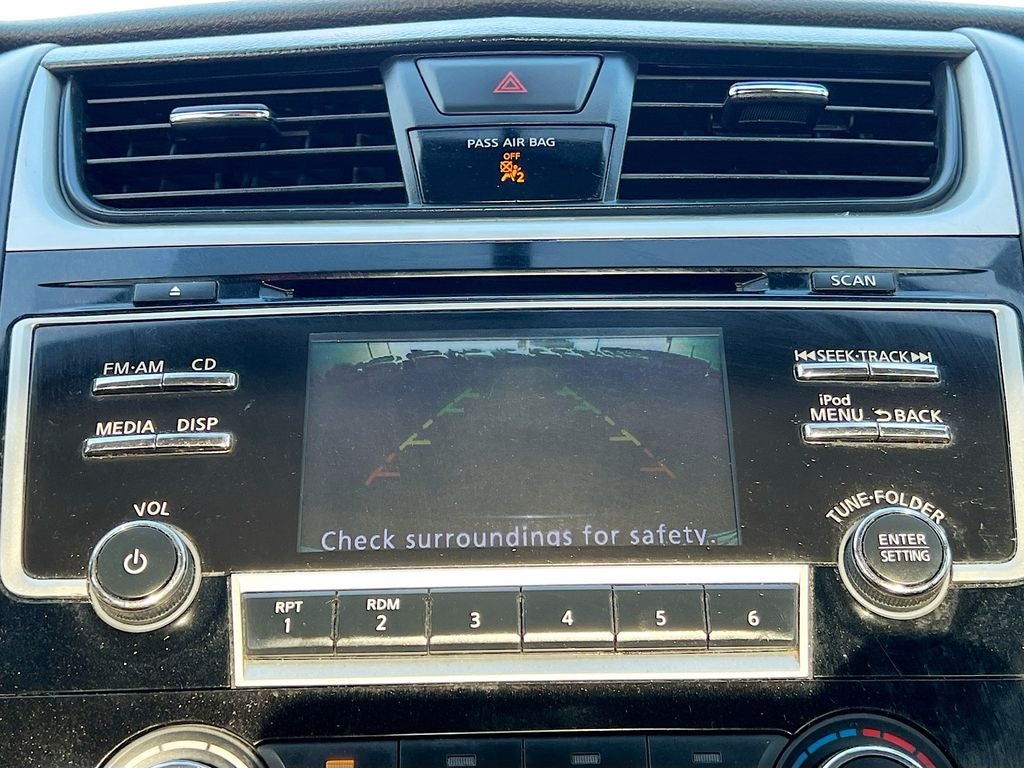 PASS AIR BAG
OFF
2
SCAN
FM·AM CD
SEEK·TRACK
MEDIA DISP
iPod
MENU BACK
VOL
TUNE·FOLDER
ENTER
SETTING
Check surroundings for safety.
RPT RDM
1 2 3 4 5 6